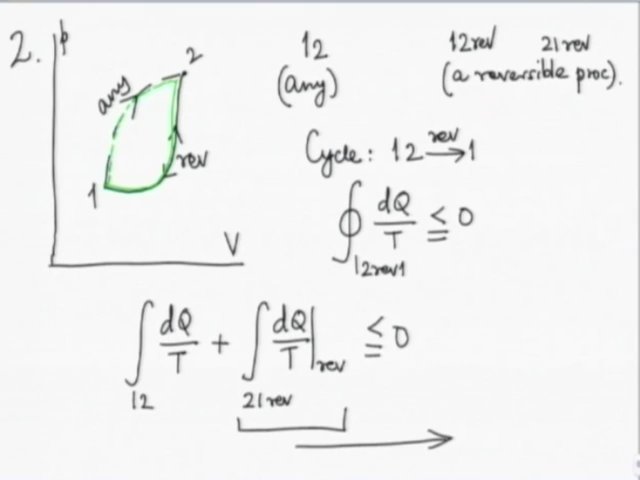 2.
p
2
any
rev
1
V
12
(any)
12rev 21rev
(a reversible proc).
Cycle: 12 rev→1
∮ dQ/T ≦ 0
12rev1
∫ dQ/T + ∫ dQ/T|rev ≦ 0
12 21rev